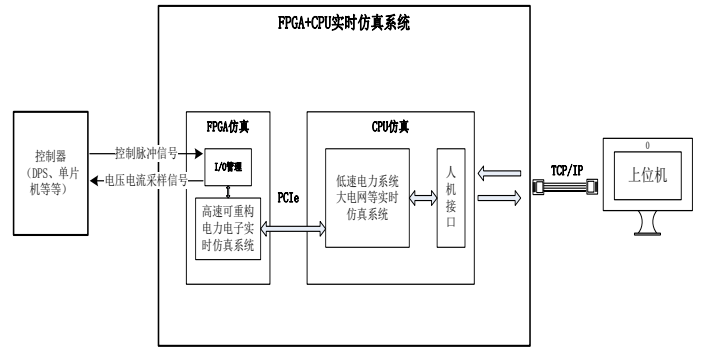 FPGA+CPU实时仿真系统
FPGA仿真
CPU仿真
控制器
（DPS、单片
机等等）
控制脉冲信号
电压电流采样信号
I/O管理
高速可重构
电力电子实
时仿真系统
PCIe
低速电力系统
大电网等实时
仿真系统
人
机
接
口
TCP/IP
0
上位机